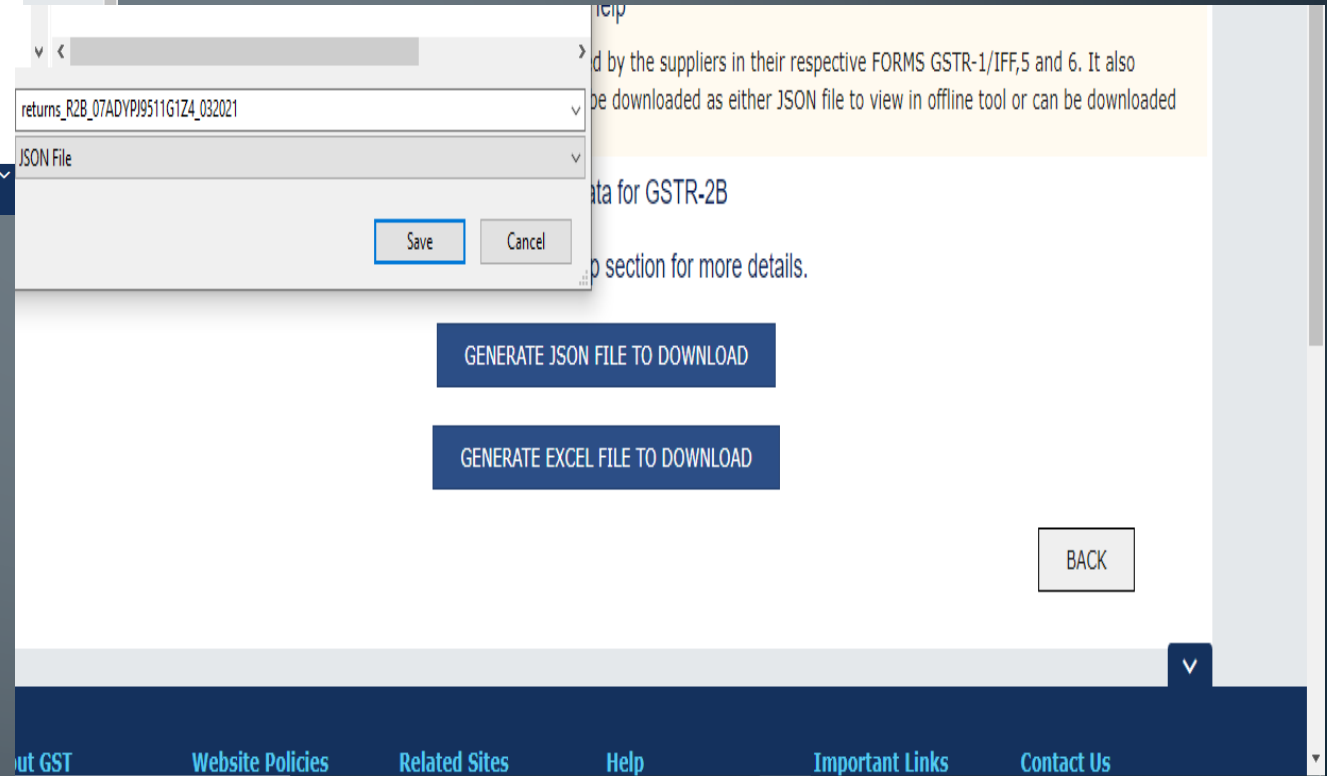 Help
d by the suppliers in their respective FORMS GSTR-1/IFF,5 and 6. It also
be downloaded as either JSON file to view in offline tool or can be downloaded
returns_R2B_07ADYPJ9511G1Z4_032021
JSON File
ata for GSTR-2B
Save
Cancel
p section for more details.
GENERATE JSON FILE TO DOWNLOAD
GENERATE EXCEL FILE TO DOWNLOAD
BACK
out GST
Website Policies
Related Sites
Help
Important Links
Contact Us